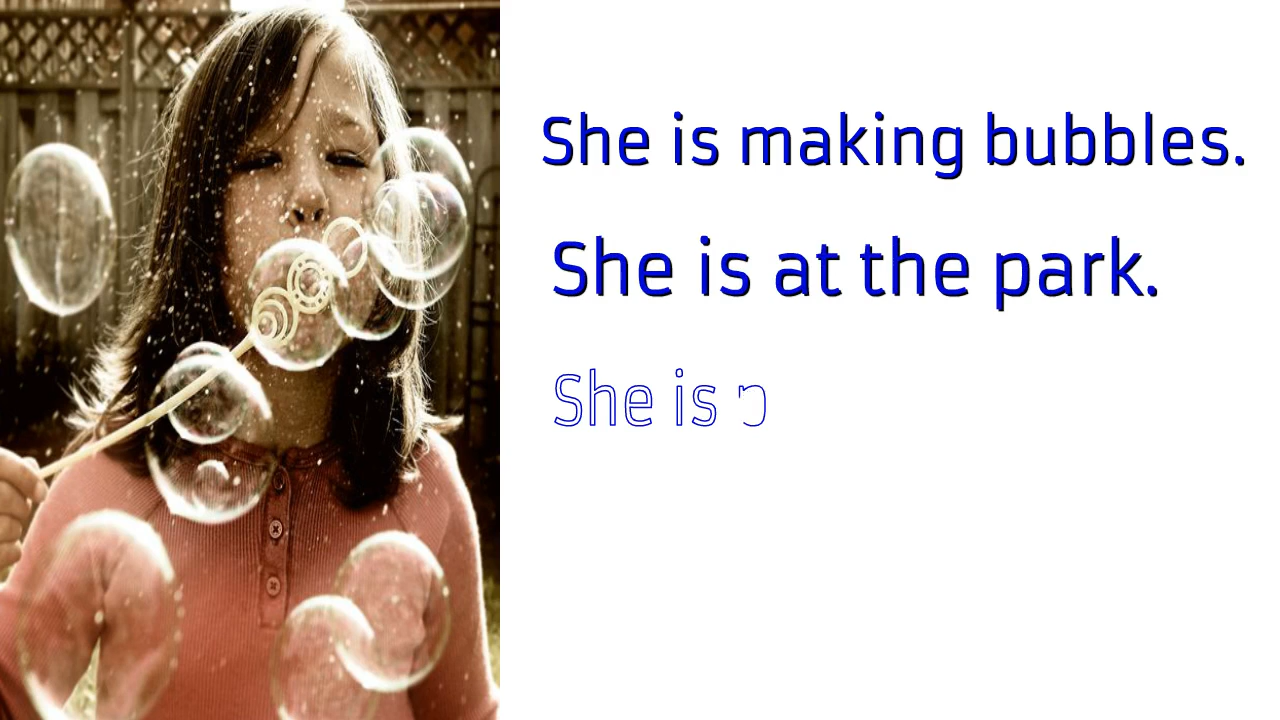 She is making bubbles.
She is at the park.
She is